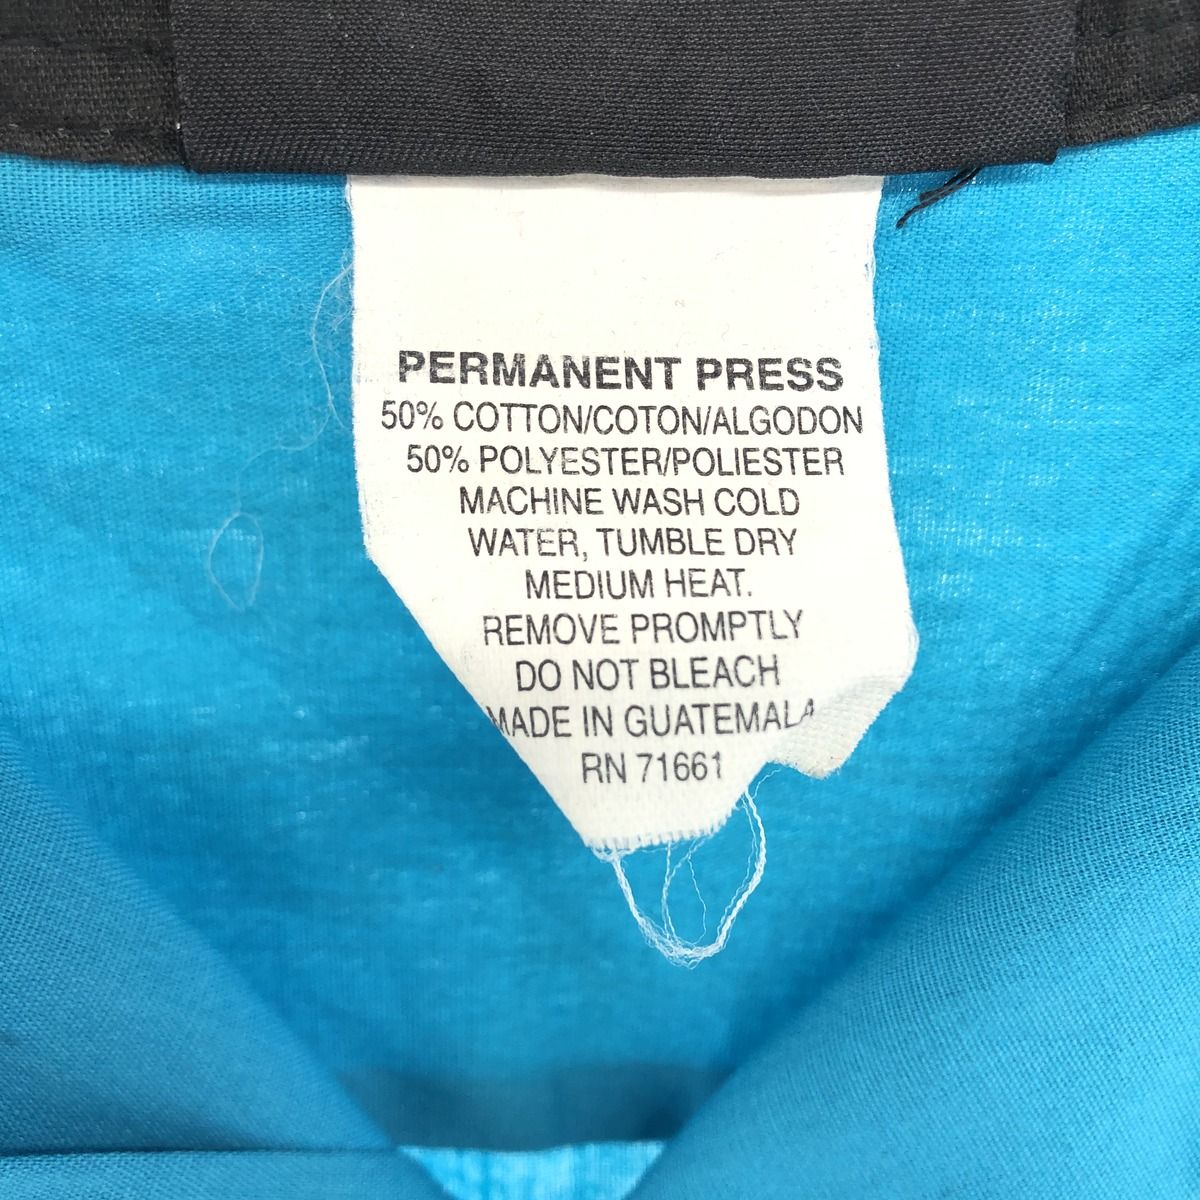 PERMANENT PRESS
50% COTTON/COTON/ALGODON
50% POLYESTER/POLIESTER
MACHINE WASH COLD
WATER, TUMBLE DRY
MEDIUM HEAT.
REMOVE PROMPTLY
DO NOT BLEACH
MADE IN GUATEMALA
RN 71661